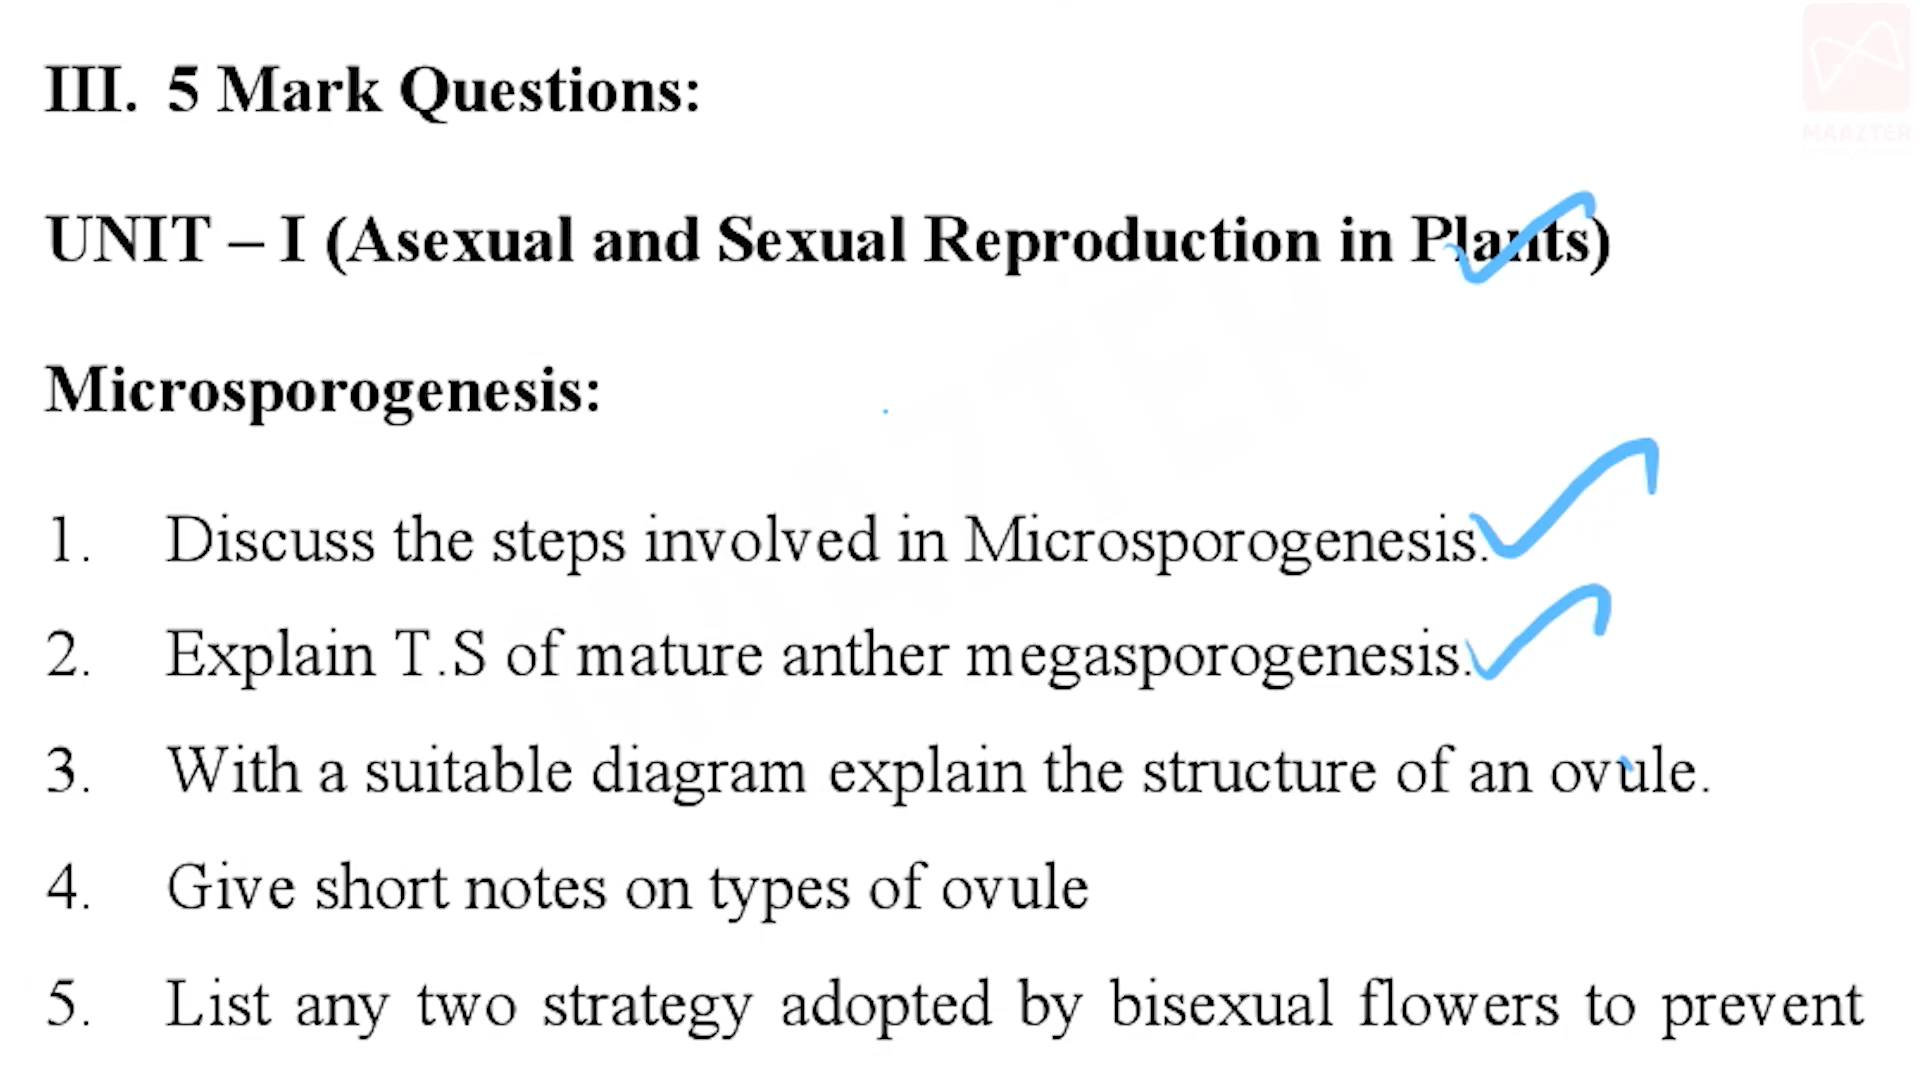 MAAZTER
III. 5 Mark Questions:
UNIT – I (Asexual and Sexual Reproduction in Plants)
Microsporogenesis:
1. Discuss the steps involved in Microsporogenesis.
2. Explain T.S of mature anther megasporogenesis.
3. With a suitable diagram explain the structure of an ovule.
4. Give short notes on types of ovule
5. List any two strategy adopted by bisexual flowers to prevent